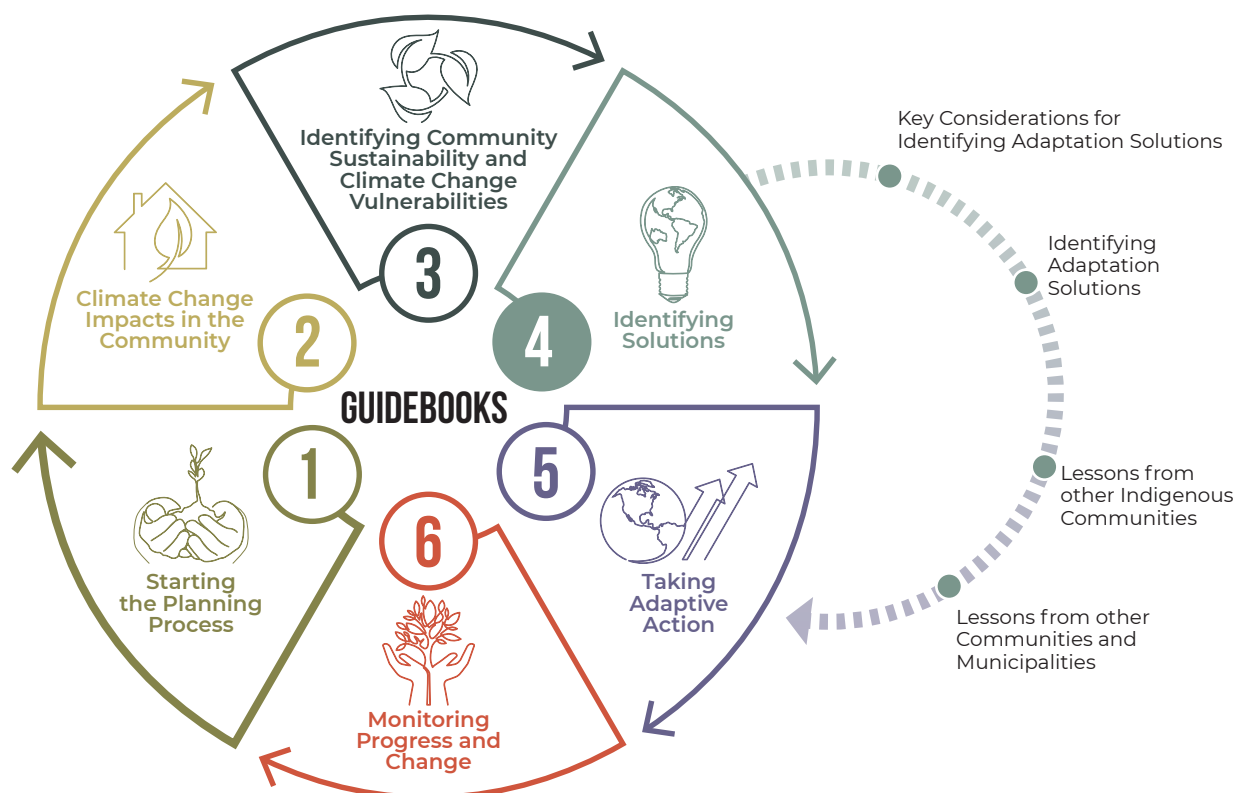 Identifying Community
Sustainability and
Climate Change
Vulnerabilities
3
Key Considerations for
Identifying Adaptation Solutions
Identifying
Adaptation
Solutions
Lessons from
other Indigenous
Communities
Lessons from other
Communities and
Municipalities
Climate Change
Impacts in the
Community
2
4
Identifying
Solutions
GUIDEBOOKS
1
Starting
the Planning
Process
5
Taking
Adaptive
Action
6
Monitoring
Progress and
Change